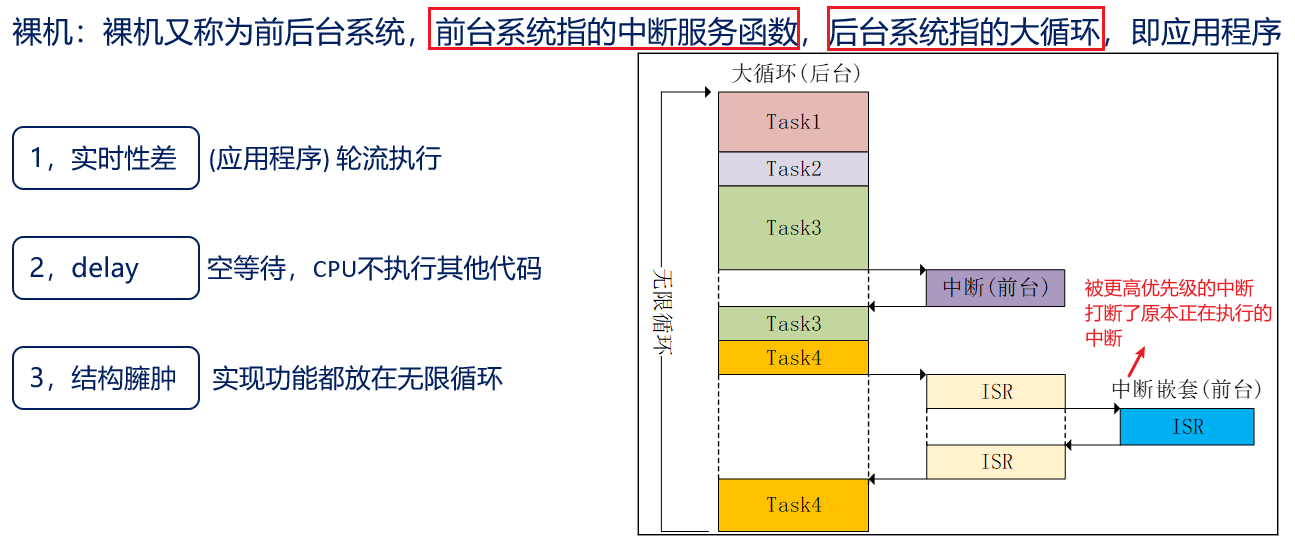 裸机：裸机又称为前后台系统，前台系统指的中断服务函数，后台系统指的大循环，即应用程序
1，实时性差 (应用程序) 轮流执行
2，delay 空等待，CPU不执行其他代码
3，结构臃肿 实现功能都放在无限循环
大循环(后台)
无限循环
Task1
Task2
Task3
中断(前台)
Task3
Task4
被更高优先级的中断
打断了原本正在执行的
中断
ISR
中断嵌套(前台)
ISR
ISR
Task4